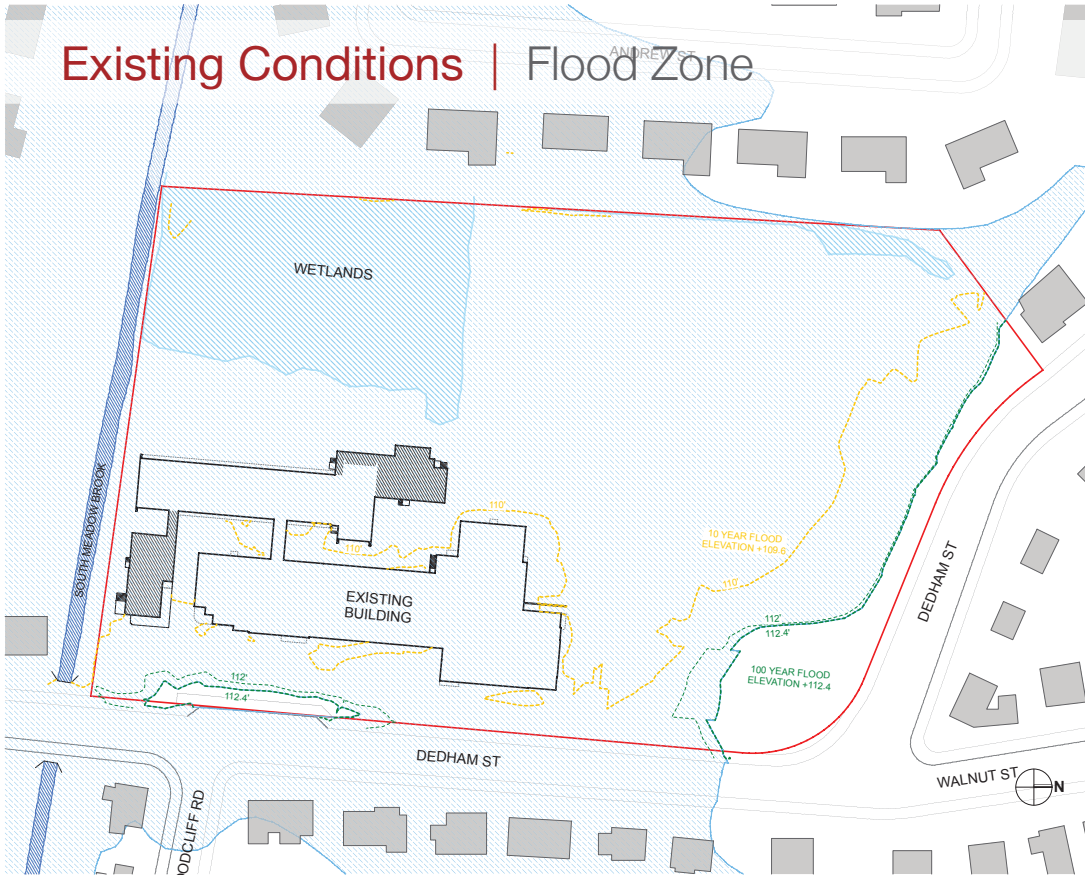 ANDREW ST
Existing Conditions | Flood Zone
WETLANDS
SOUTH MEADOW BROOK
110'
110'
10 YEAR FLOOD
ELEVATION +109.6
110'
EXISTING
BUILDING
DEDHAM ST
112'
112.4'
100 YEAR FLOOD
ELEVATION +112.4
112'
112.4'
DEDHAM ST
WALNUT ST
N